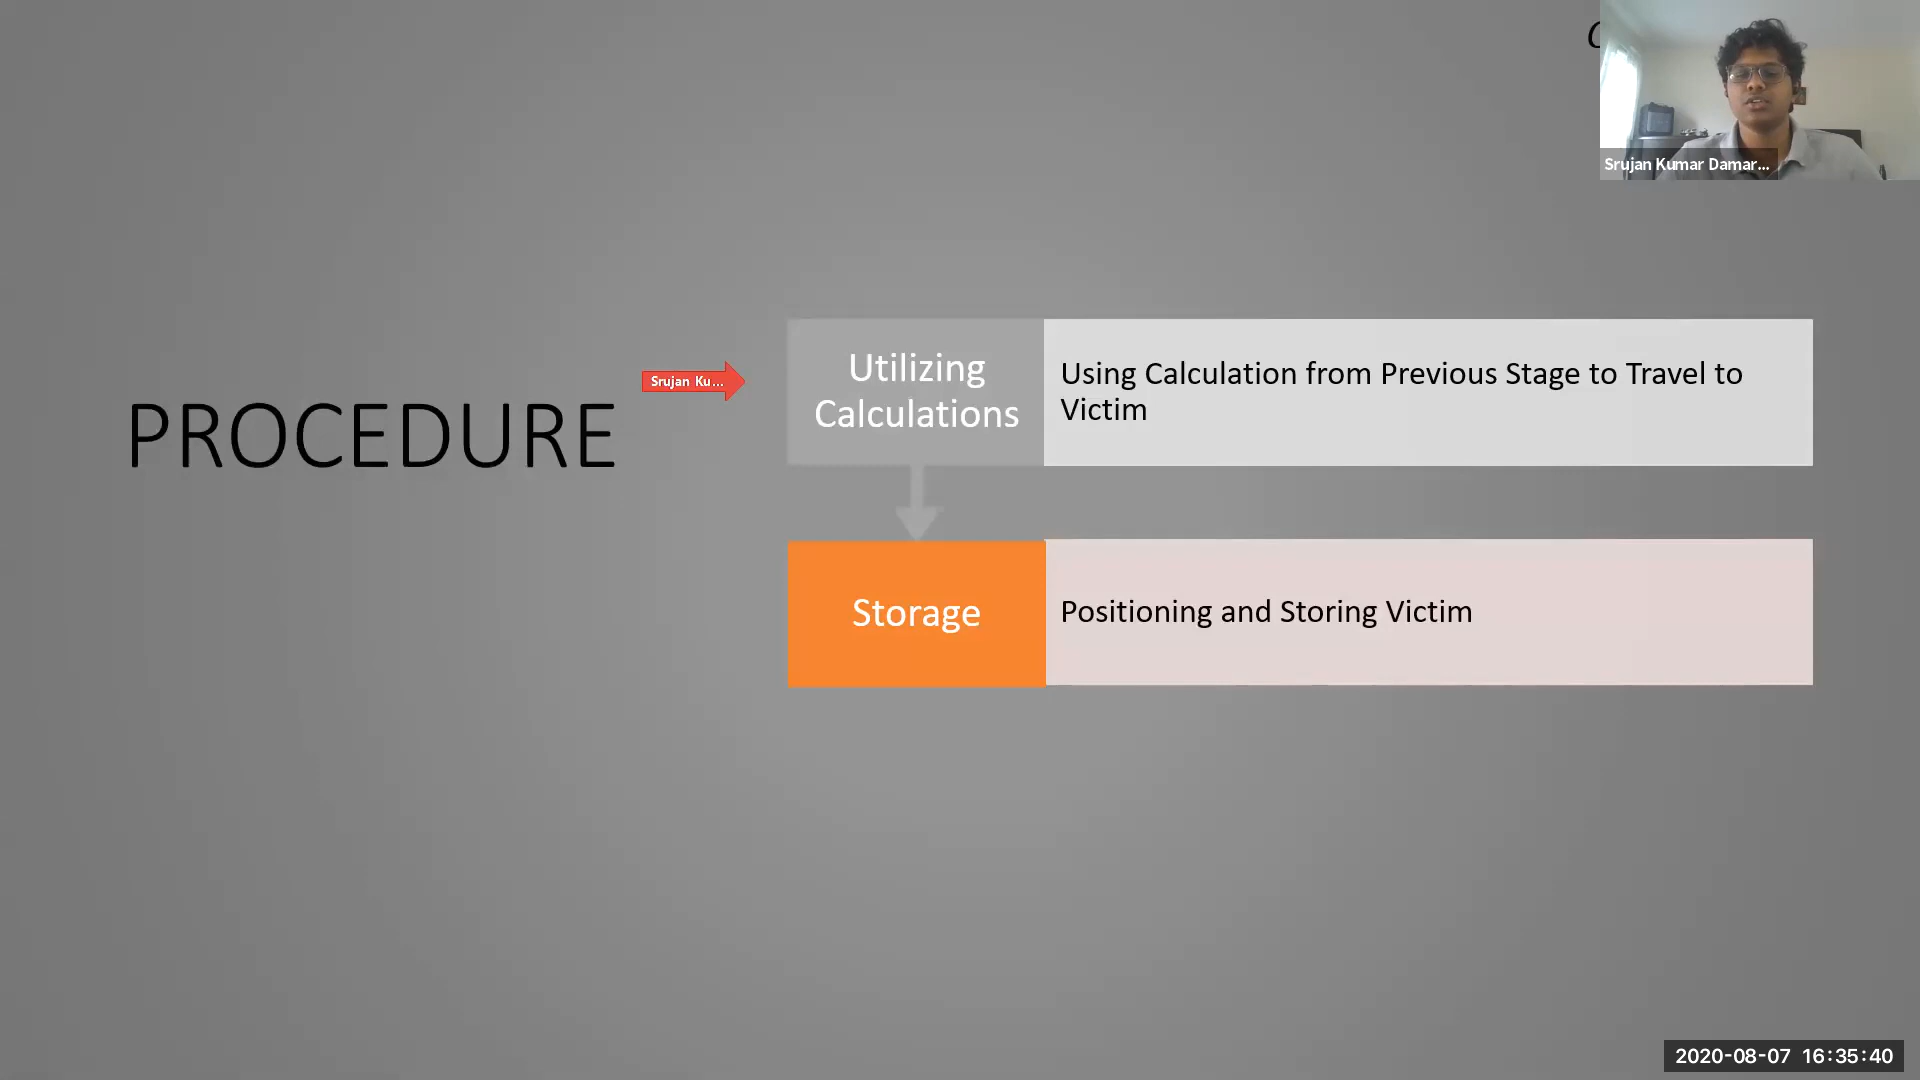 Srujan Kumar Damar...
PROCEDURE
Srujan Ku...
Utilizing
Calculations
Using Calculation from Previous Stage to Travel to
Victim
Storage
Positioning and Storing Victim
2020-08-07 16:35:40